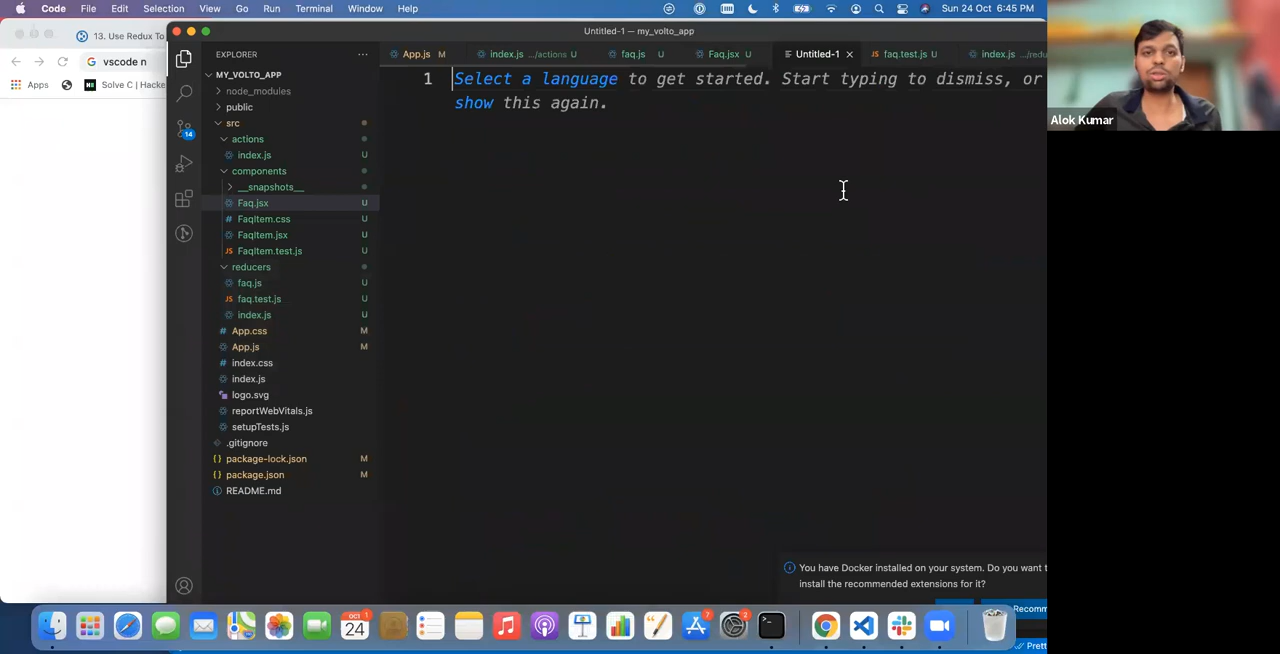 Code File Edit Selection View Go Run Terminal Window Help Sun 24 Oct 6:45 PM
Untitled-1 — my_volto_app
13. Use Redux To
vscode n
Apps Solve C | Hacke
EXPLORER
MY_VOLTO_APP
node_modules
public
src
actions
index.js U
components
__snapshots__
Faq.jsx U
FaqItem.css U
FaqItem.jsx U
FaqItem.test.js U
reducers
faq.js U
faq.test.js U
index.js U
App.css M
App.js M
index.css
index.js
logo.svg
reportWebVitals.js
setupTests.js
.gitignore
package-lock.json M
package.json M
README.md
14
App.js M index.js .../actions U faq.js U Faq.jsx U Untitled-1 faq.test.js U index.js .../redu
1 Select a language to get started. Start typing to dismiss, or
show this again.
Alok Kumar
You have Docker installed on your system. Do you want t
install the recommended extensions for it?
Recomm
Prett
OCT
24
1
7
2